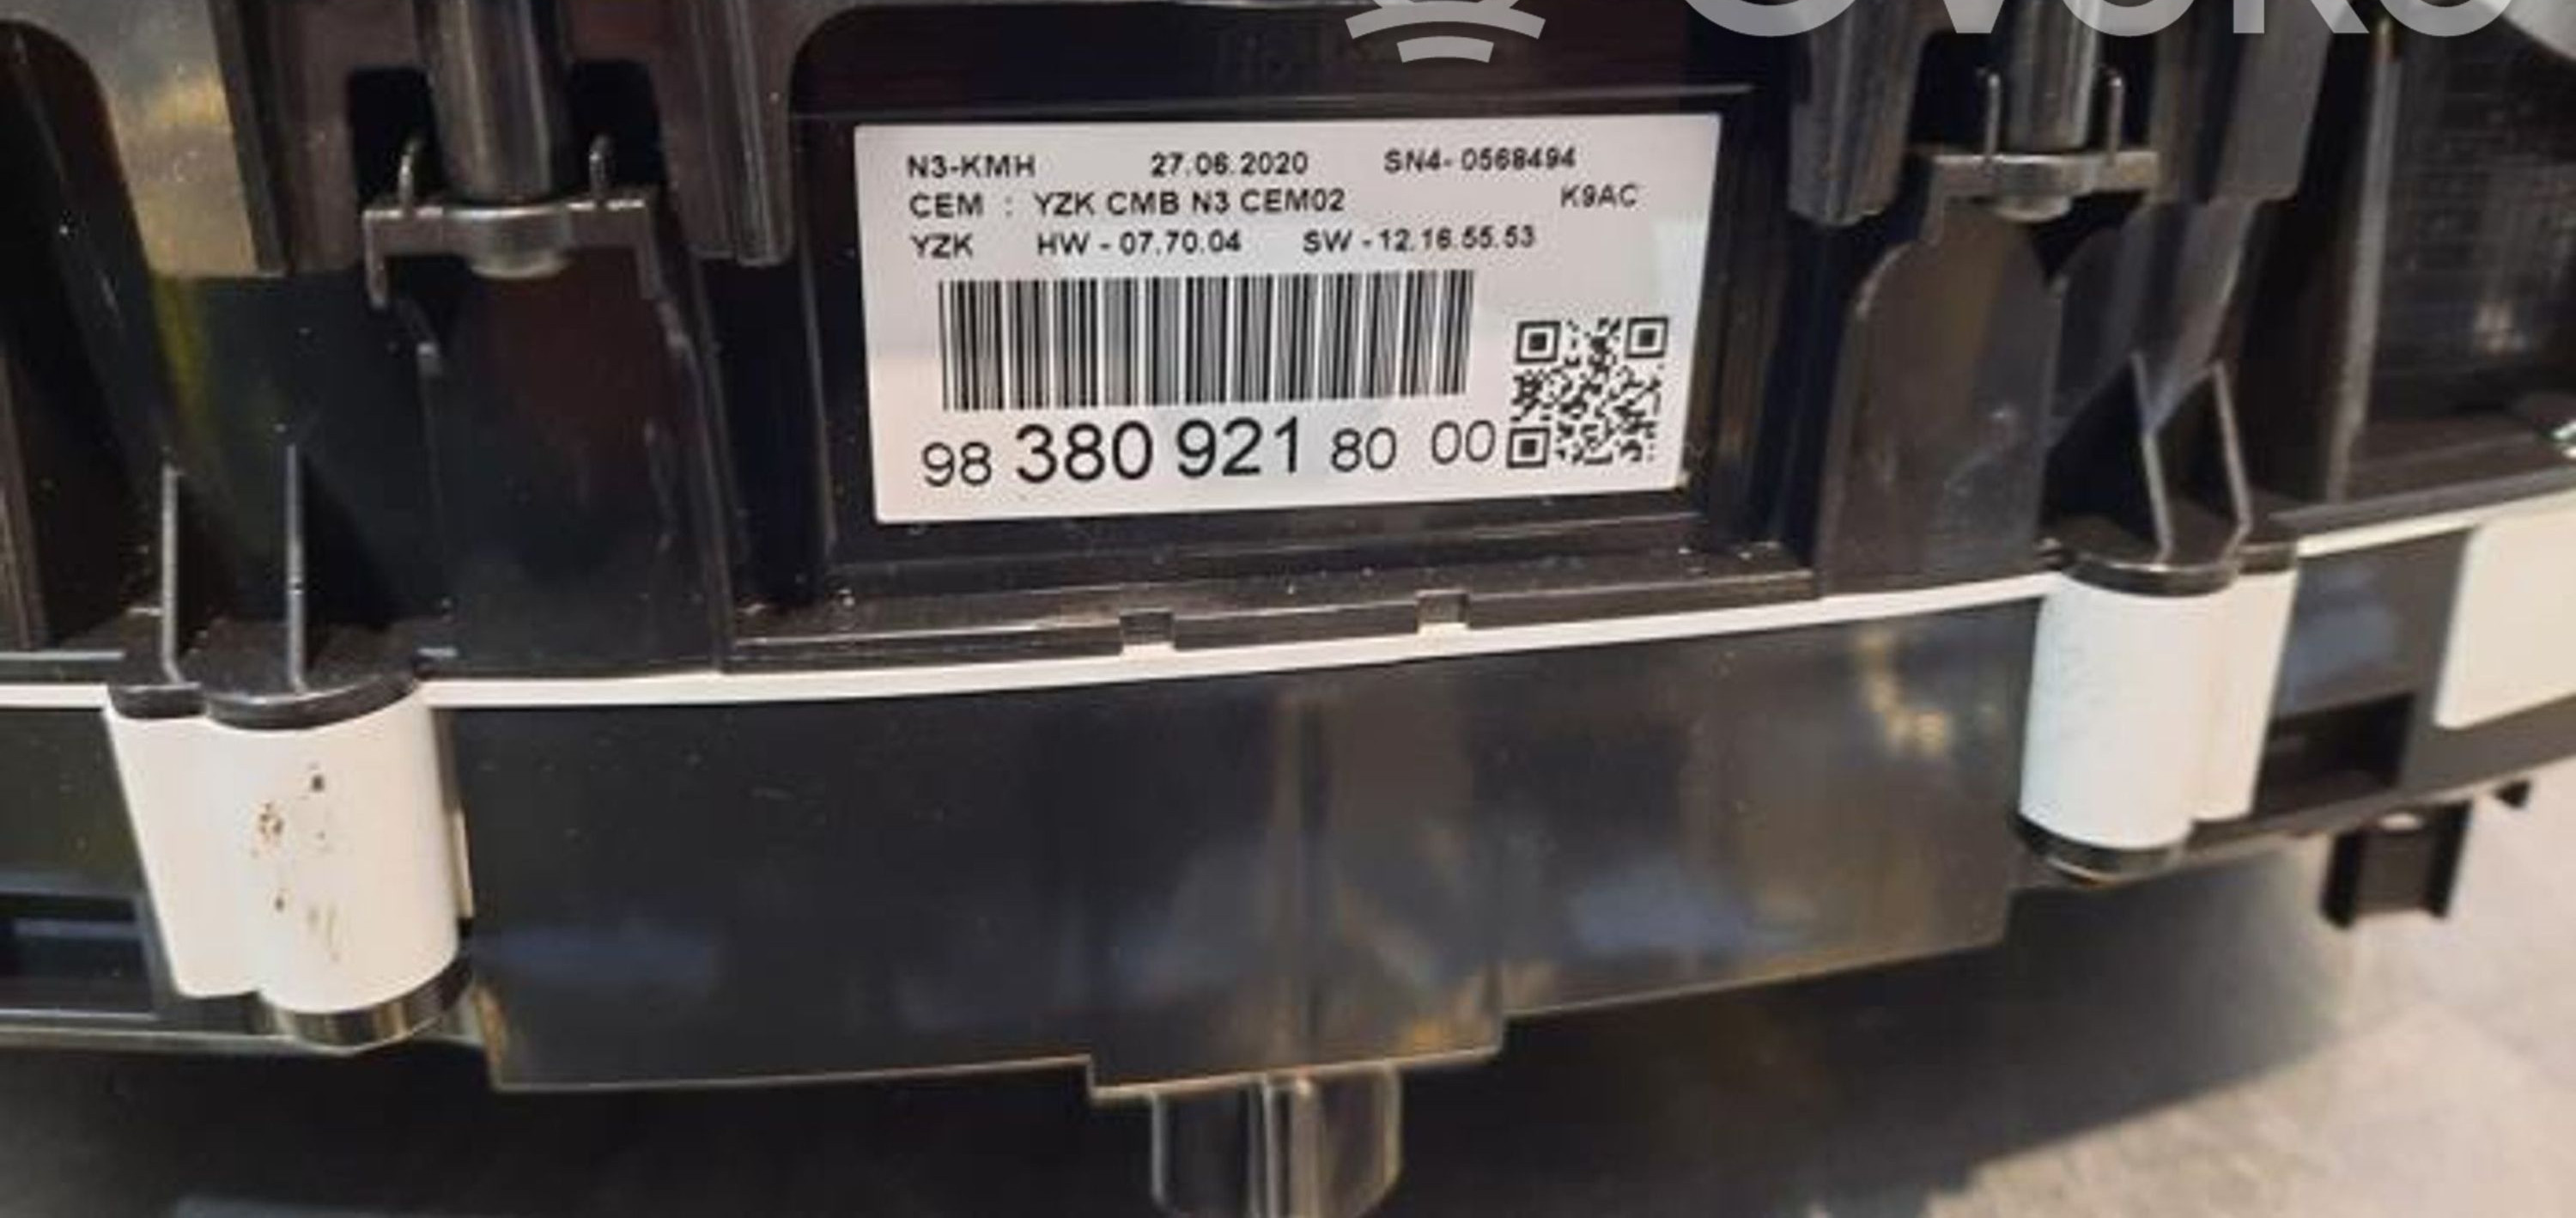 N3-KMH 27.06.2020 SN4- 0568494
CEM : YZK CMB N3 CEM02 K9AC
YZK HW - 07.70.04 SW - 12.16.55.53
98 380 921 80 00